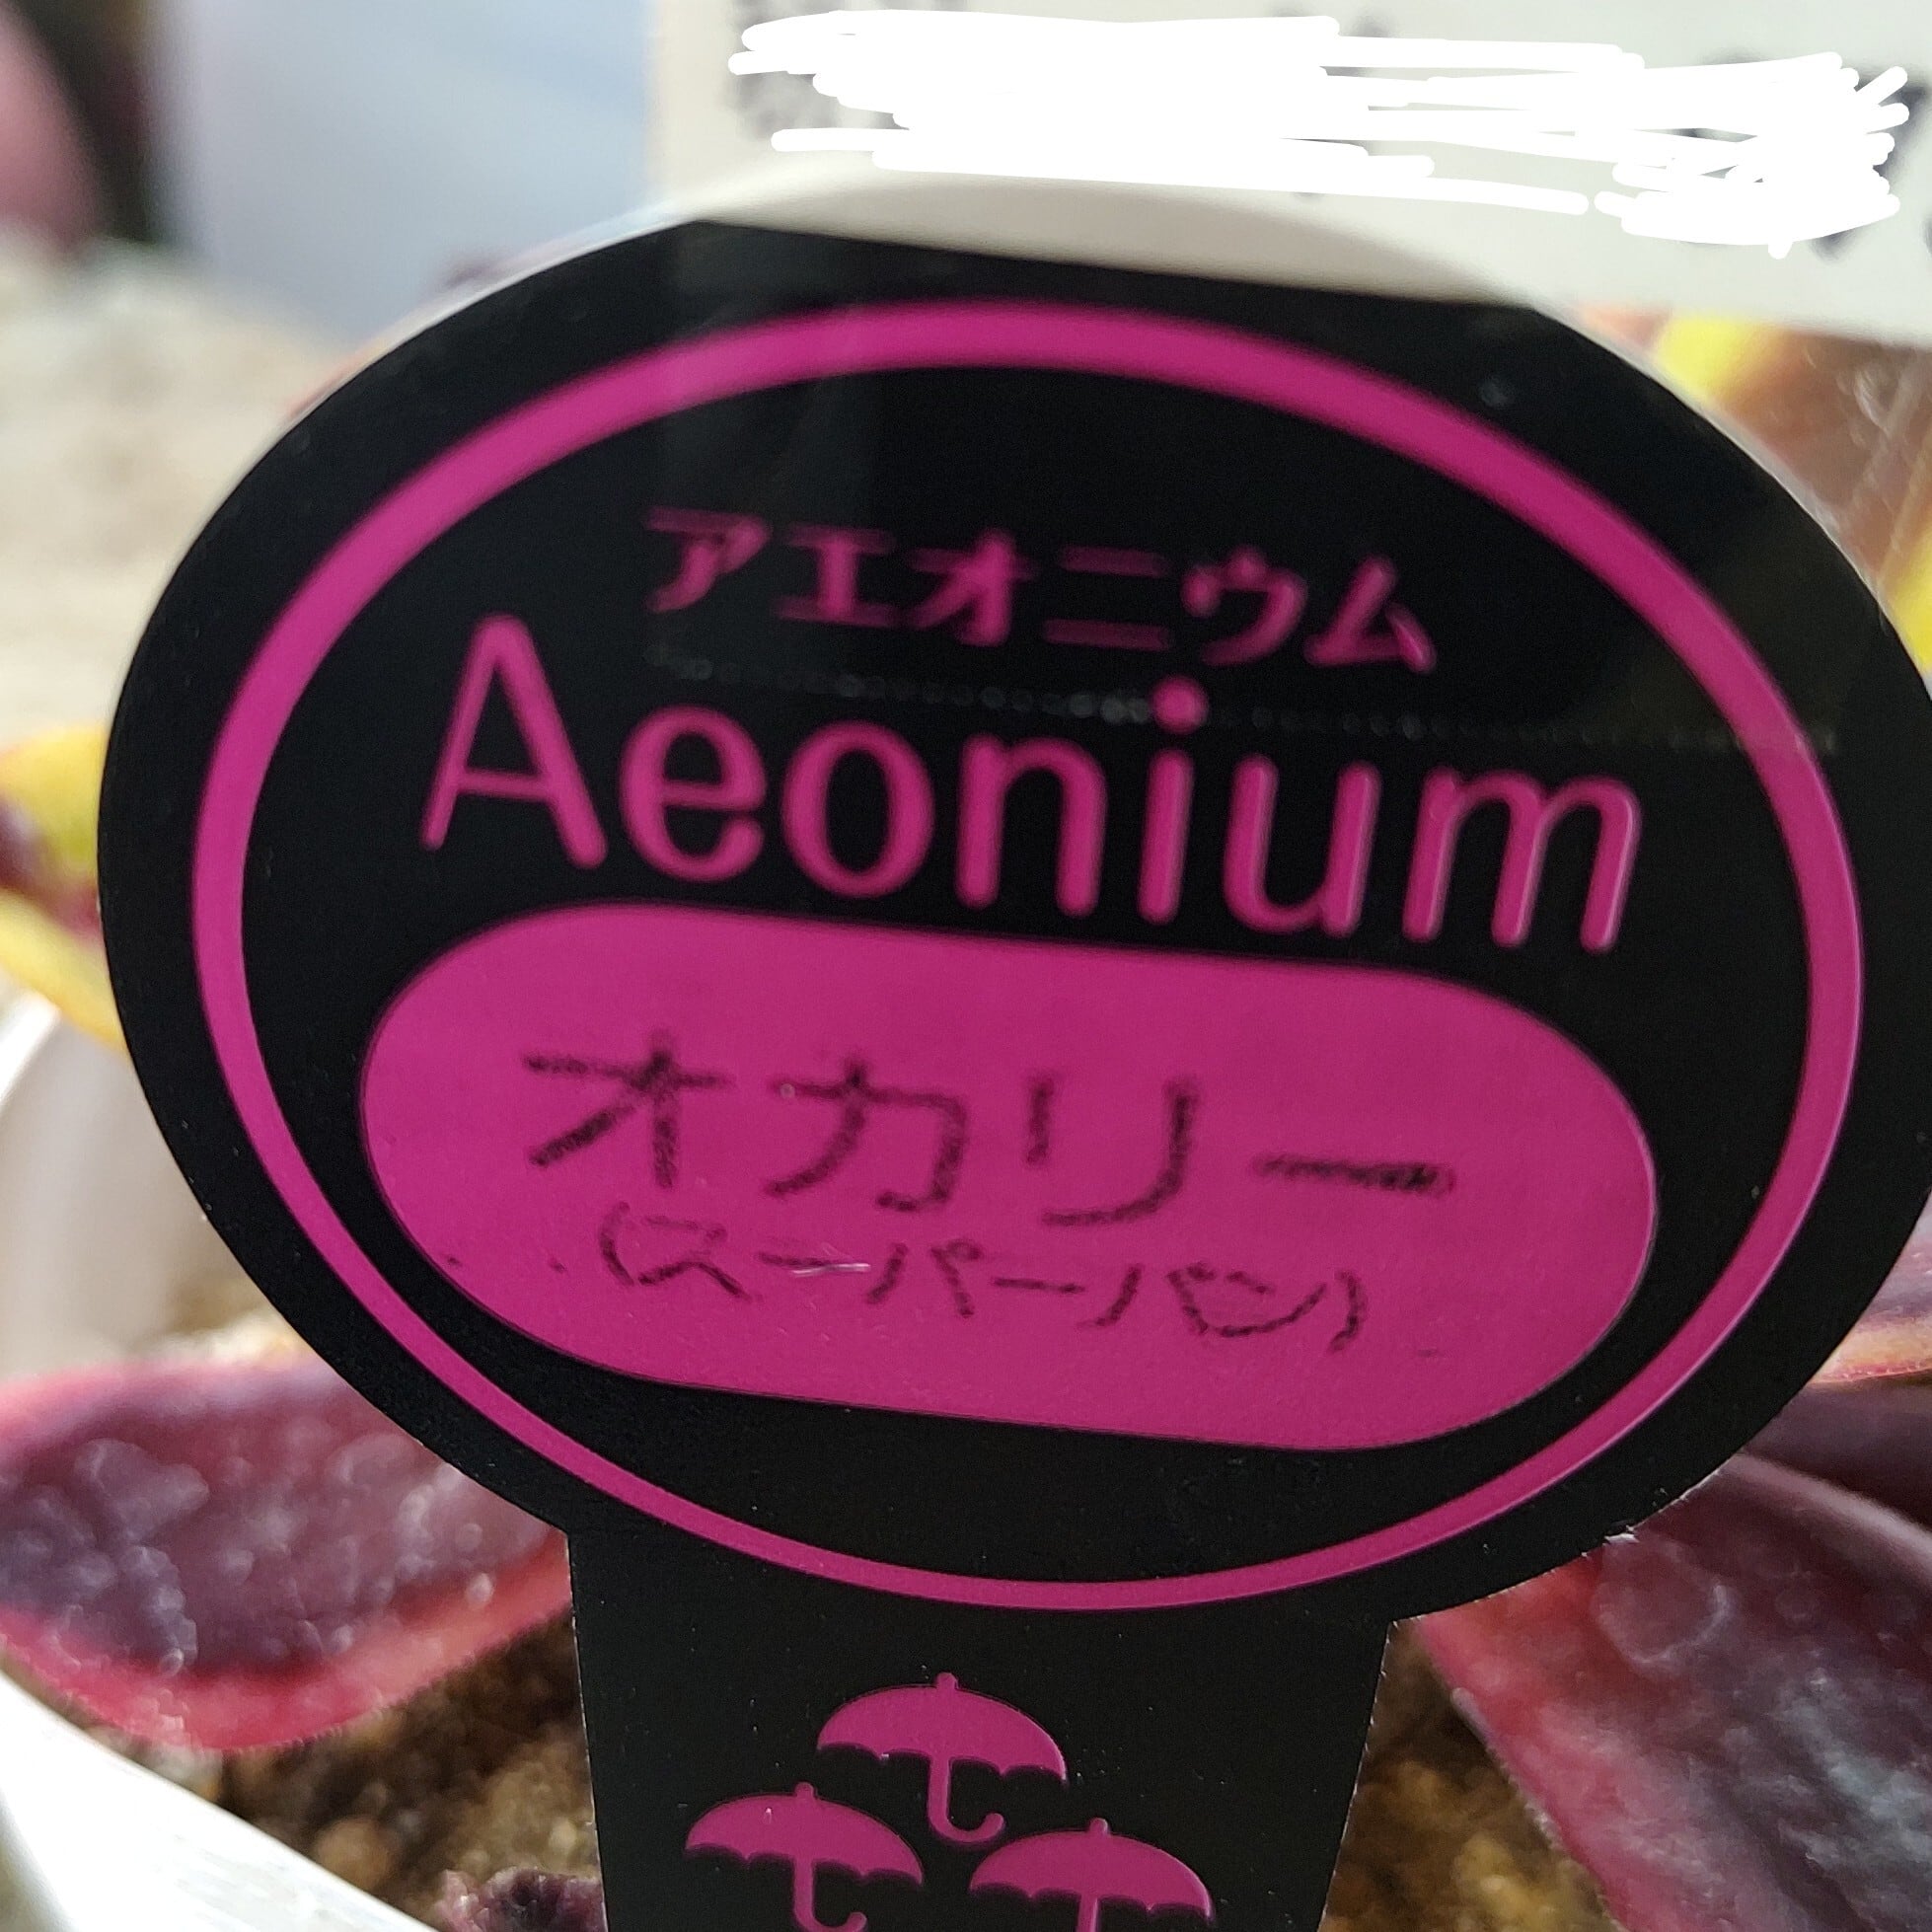 アエオニウム
Aeonium
オカリー
(スーパーバン)